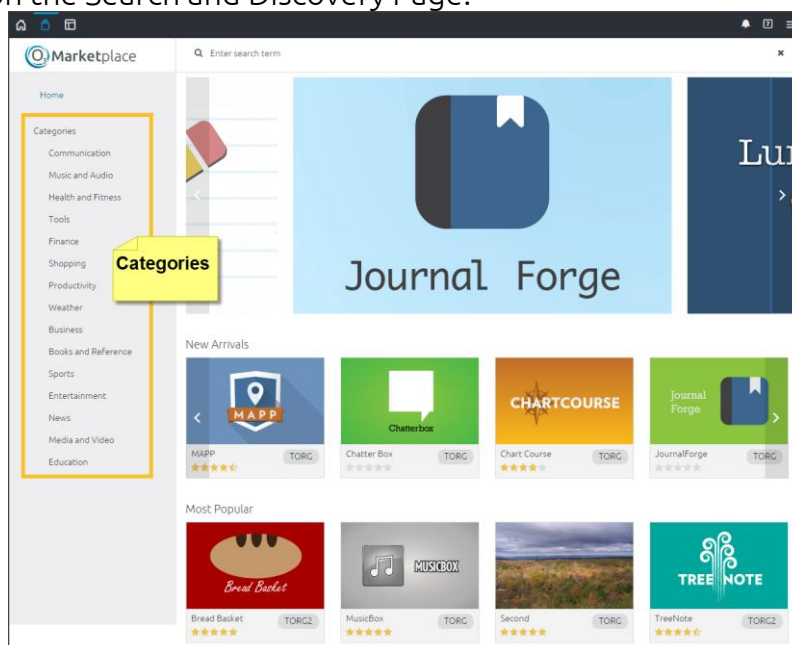 on the Search and Discovery Page.
Marketplace
Enter search term
Home
Categories
Communication
Music and Audio
Health and Fitness
Tools
Finance
Shopping
Productivity
Weather
Business
Books and Reference
Sports
Entertainment
News
Media and Video
Education
Categories
Journal Forge
Lu
New Arrivals
MAPP
Chatterbox
CHARTCOURSE
Journal
Forge
MAPP TORG
Chatter Box TORG
Chart Course TORG
JournalForge TORG
Most Popular
Bread Basket
MUSICBOX
TREE NOTE
Bread Basket TORG2
MusicBox TORG
Second TORG
TreeNote TORG2